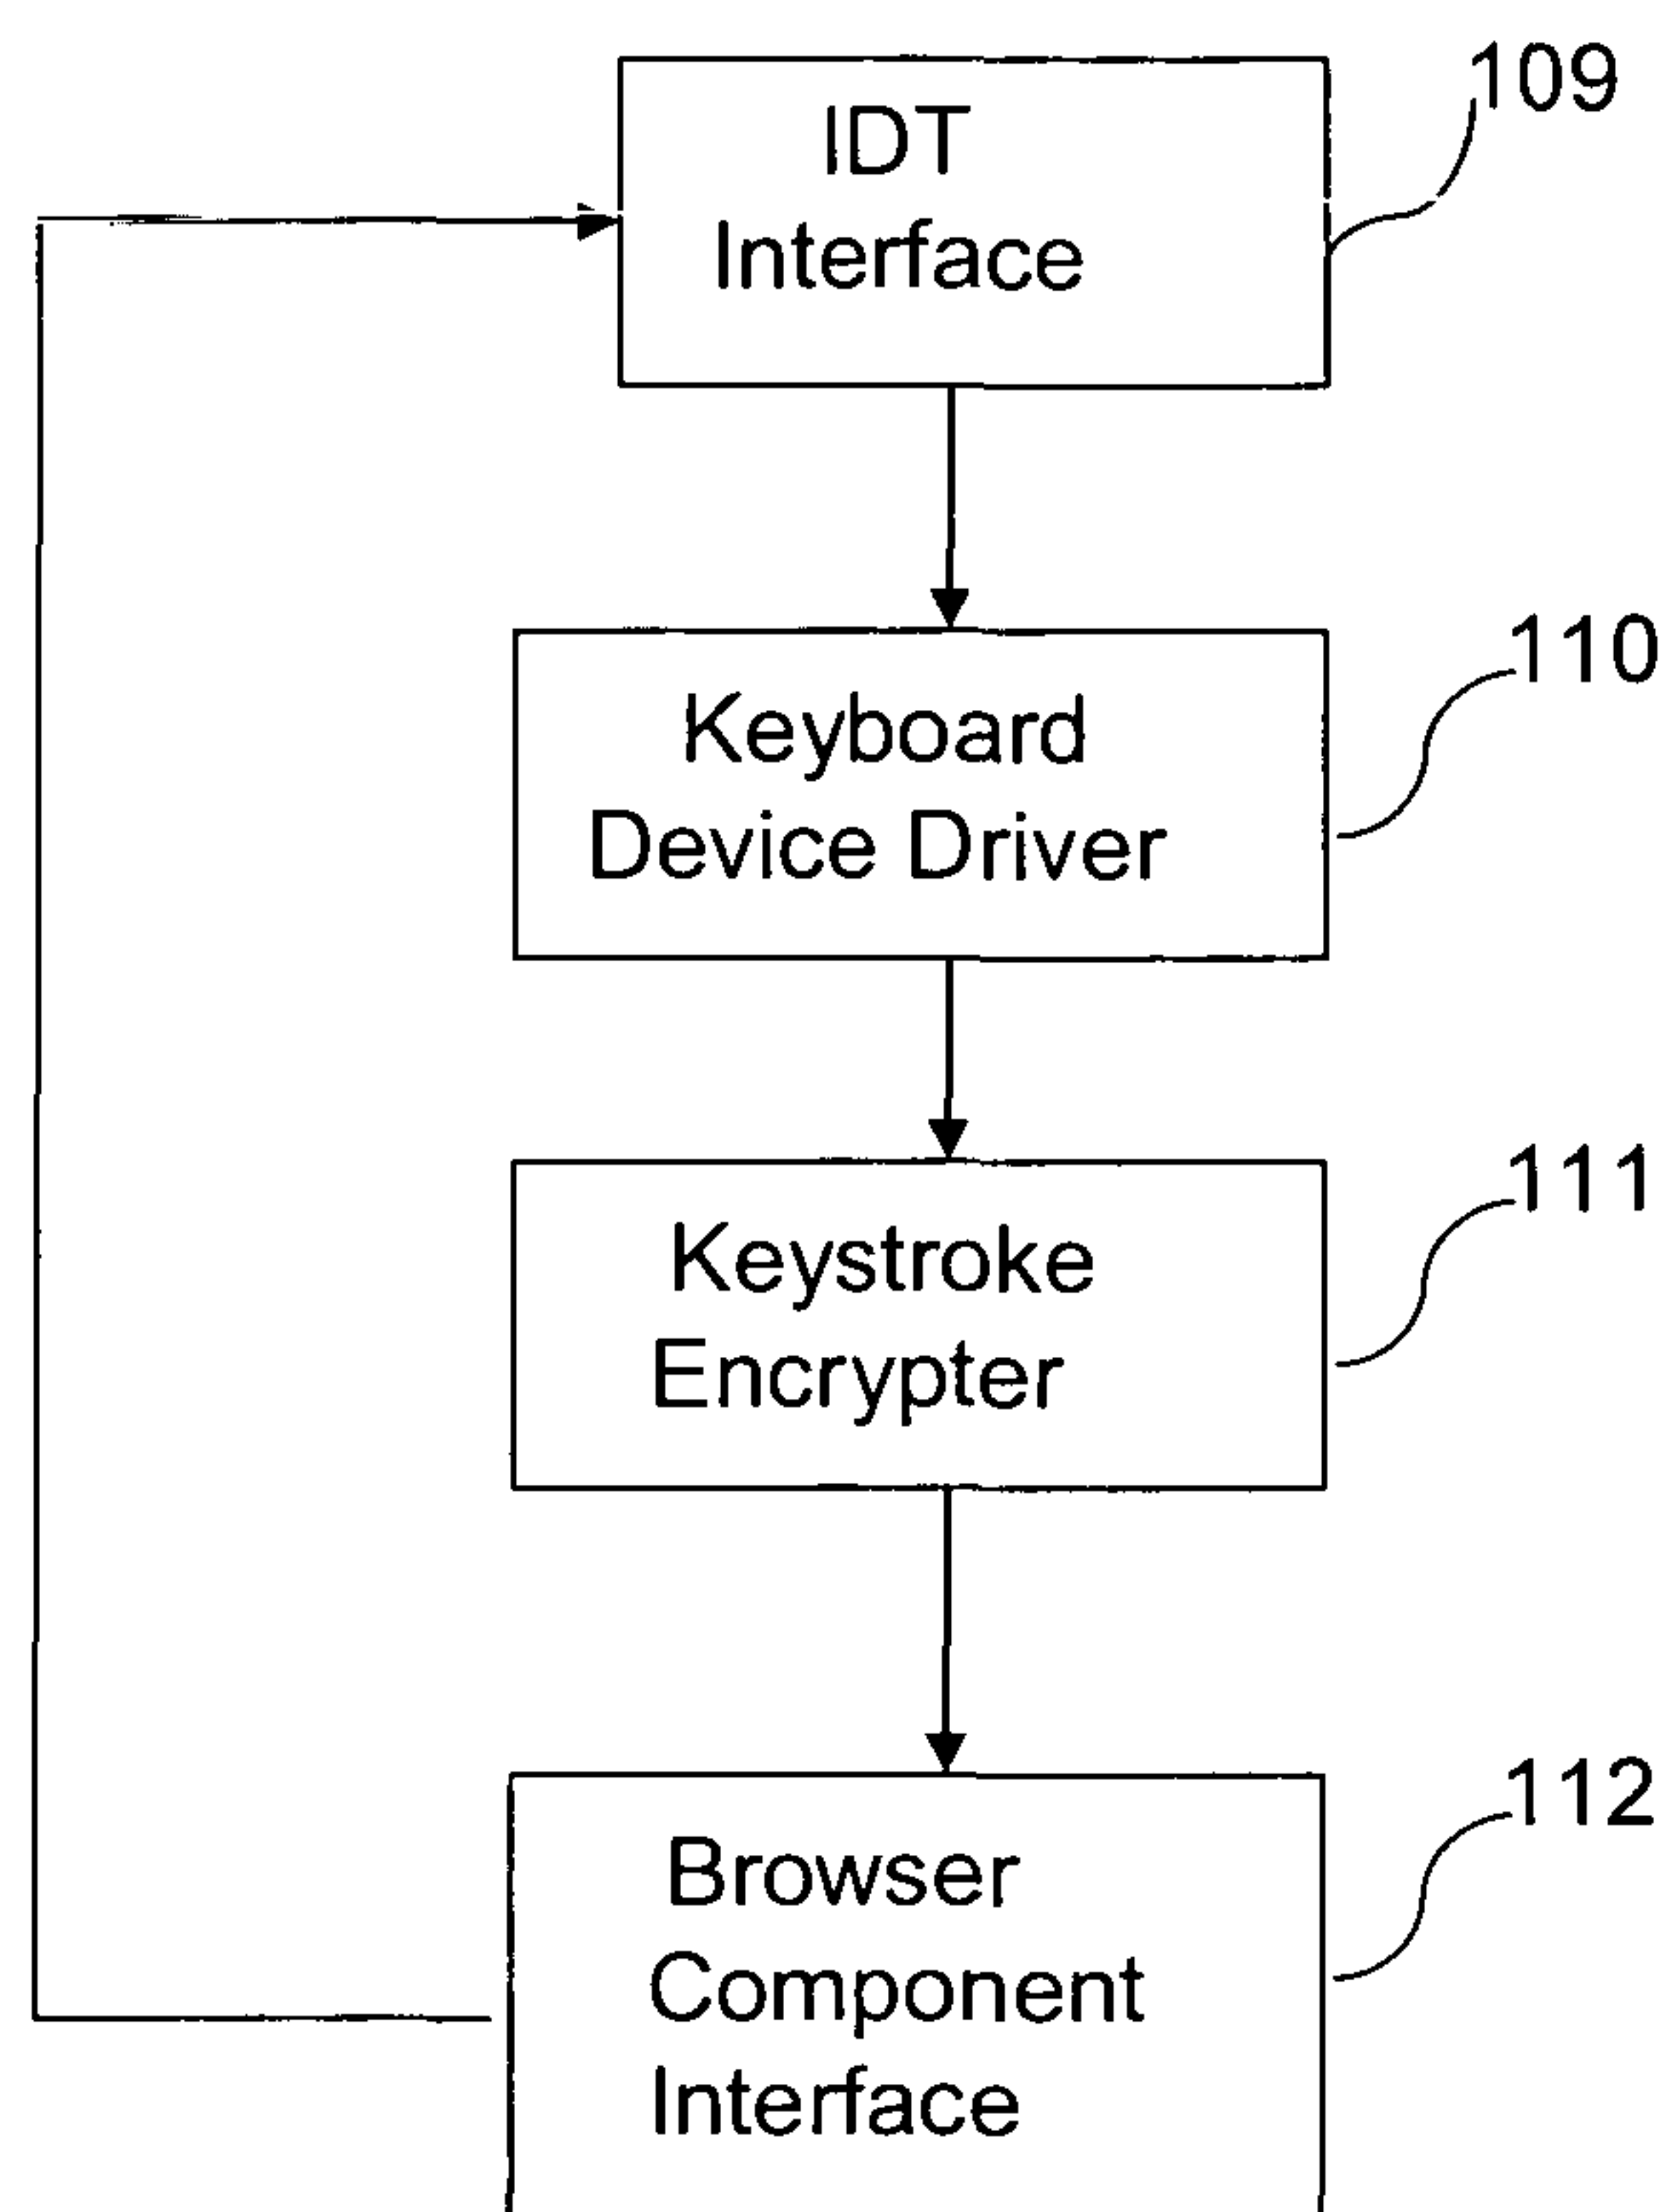 109
IDT
Interface
110
Keyboard
Device Driver
111
Keystroke
Encrypter
112
Browser
Component
Interface